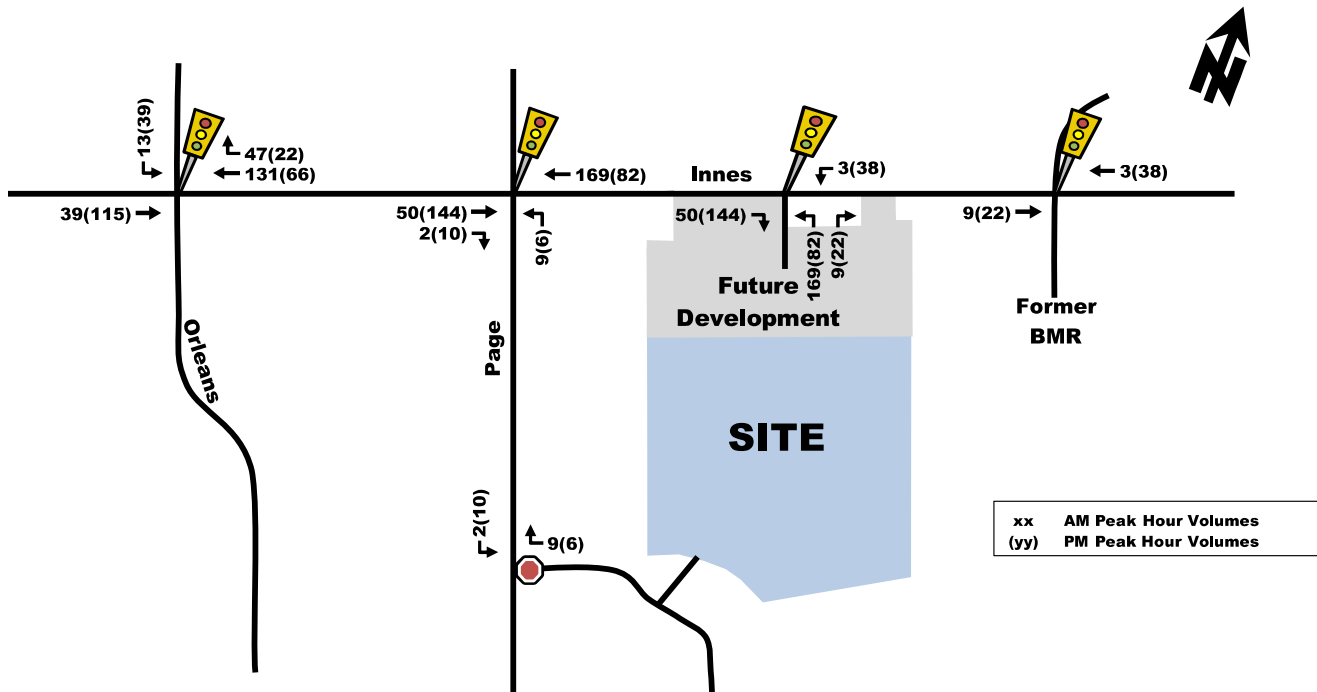 13(39)
47(22)
131(66)
39(115)
169(82)
50(144)
2(10)
9(6)
Innes
3(38)
50(144)
169(82)
9(22)
3(38)
9(22)
Future
Development
Former
BMR
Orleans
Page
SITE
2(10)
9(6)
xx AM Peak Hour Volumes
(yy) PM Peak Hour Volumes
N